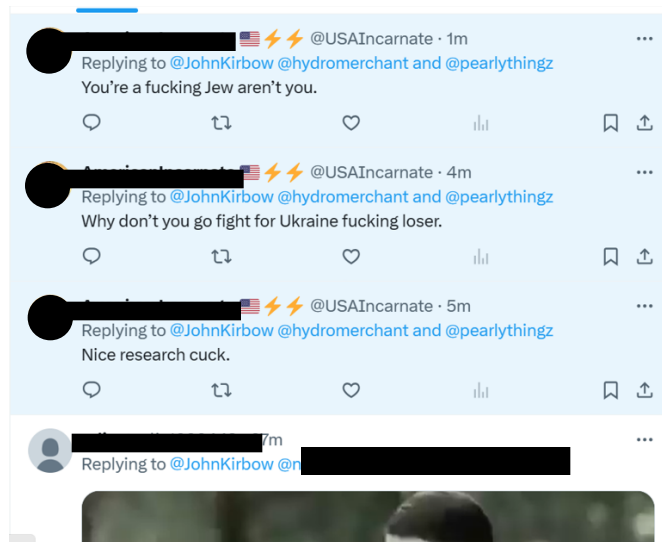 @USAIncarnate · 1m
Replying to @JohnKirbow @hydromerchant and @pearlythingz
You’re a fucking Jew aren’t you.
@USAIncarnate · 4m
Replying to @JohnKirbow @hydromerchant and @pearlythingz
Why don’t you go fight for Ukraine fucking loser.
@USAIncarnate · 5m
Replying to @JohnKirbow @hydromerchant and @pearlythingz
Nice research cuck.
7m
Replying to @JohnKirbow @n